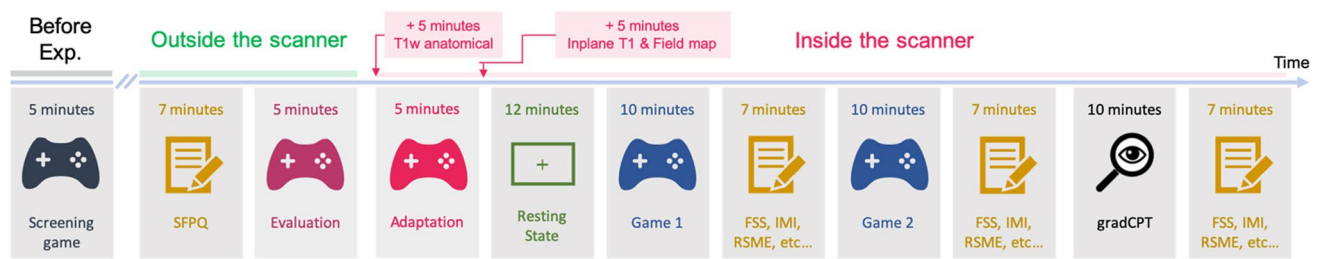 Before
Exp.
Outside the scanner
+ 5 minutes
T1w anatomical
+ 5 minutes
Inplane T1 & Field map
Inside the scanner
Time
5 minutes
Screening
game
7 minutes
SFPQ
5 minutes
Evaluation
5 minutes
Adaptation
12 minutes
Resting
State
10 minutes
Game 1
7 minutes
FSS, IMI,
RSME, etc...
10 minutes
Game 2
7 minutes
FSS, IMI,
RSME, etc...
10 minutes
gradCPT
7 minutes
FSS, IMI,
RSME, etc...